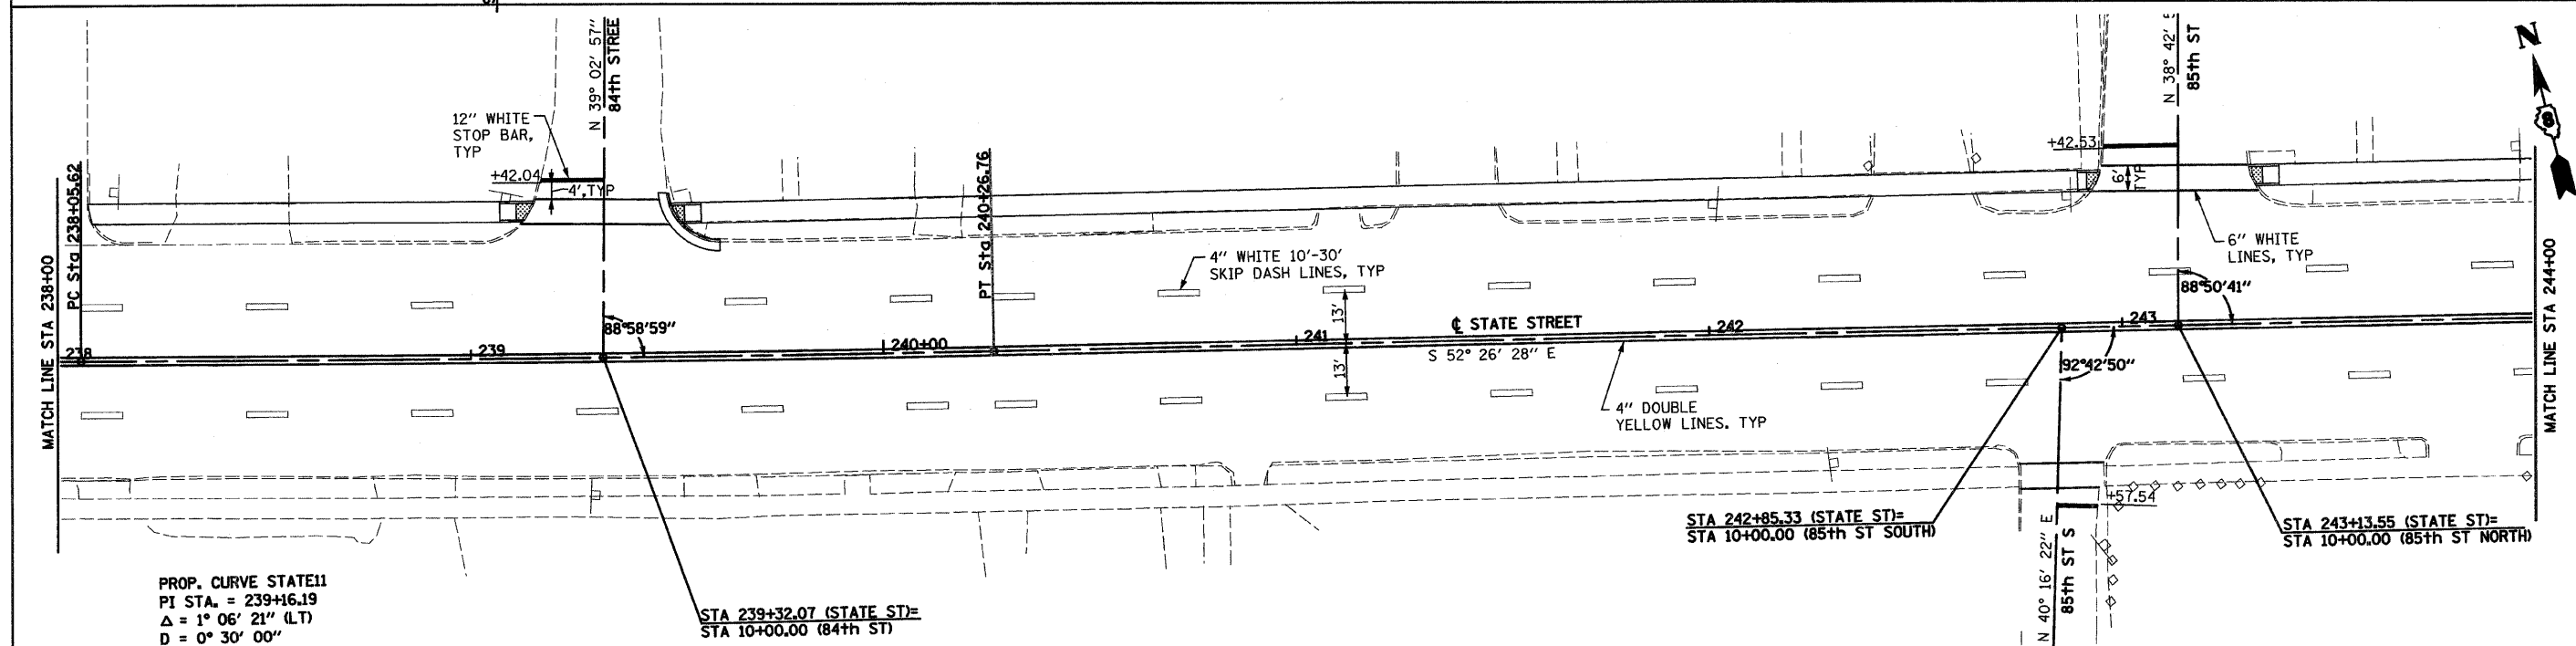 N 39° 02' 57"
84th STREE
N 38° 42'
85th ST
N
12" WHITE
STOP BAR,
TYP
+42.04
4', TYP
+42.53
6'
TYP
PC Sta 238+05.62
PT Sta 240+26.76
6" WHITE
LINES, TYP
4" WHITE 10'-30'
SKIP DASH LINES, TYP
MATCH LINE STA 238+00
MATCH LINE STA 244+00
88°58'59"
88°50'41"
13'
13'
℄ STATE STREET
238
239
240+00
241
242
243
S 52° 26' 28" E
92°42'50"
4" DOUBLE
YELLOW LINES. TYP
+57.54
STA 242+85.33 (STATE ST)=
STA 10+00.00 (85th ST SOUTH)
STA 243+13.55 (STATE ST)=
STA 10+00.00 (85th ST NORTH)
N 40° 16' 22" E
85th ST S
PROP. CURVE STATE11
PI STA. = 239+16.19
Δ = 1° 06' 21" (LT)
D = 0° 30' 00"
STA 239+32.07 (STATE ST)=
STA 10+00.00 (84th ST)